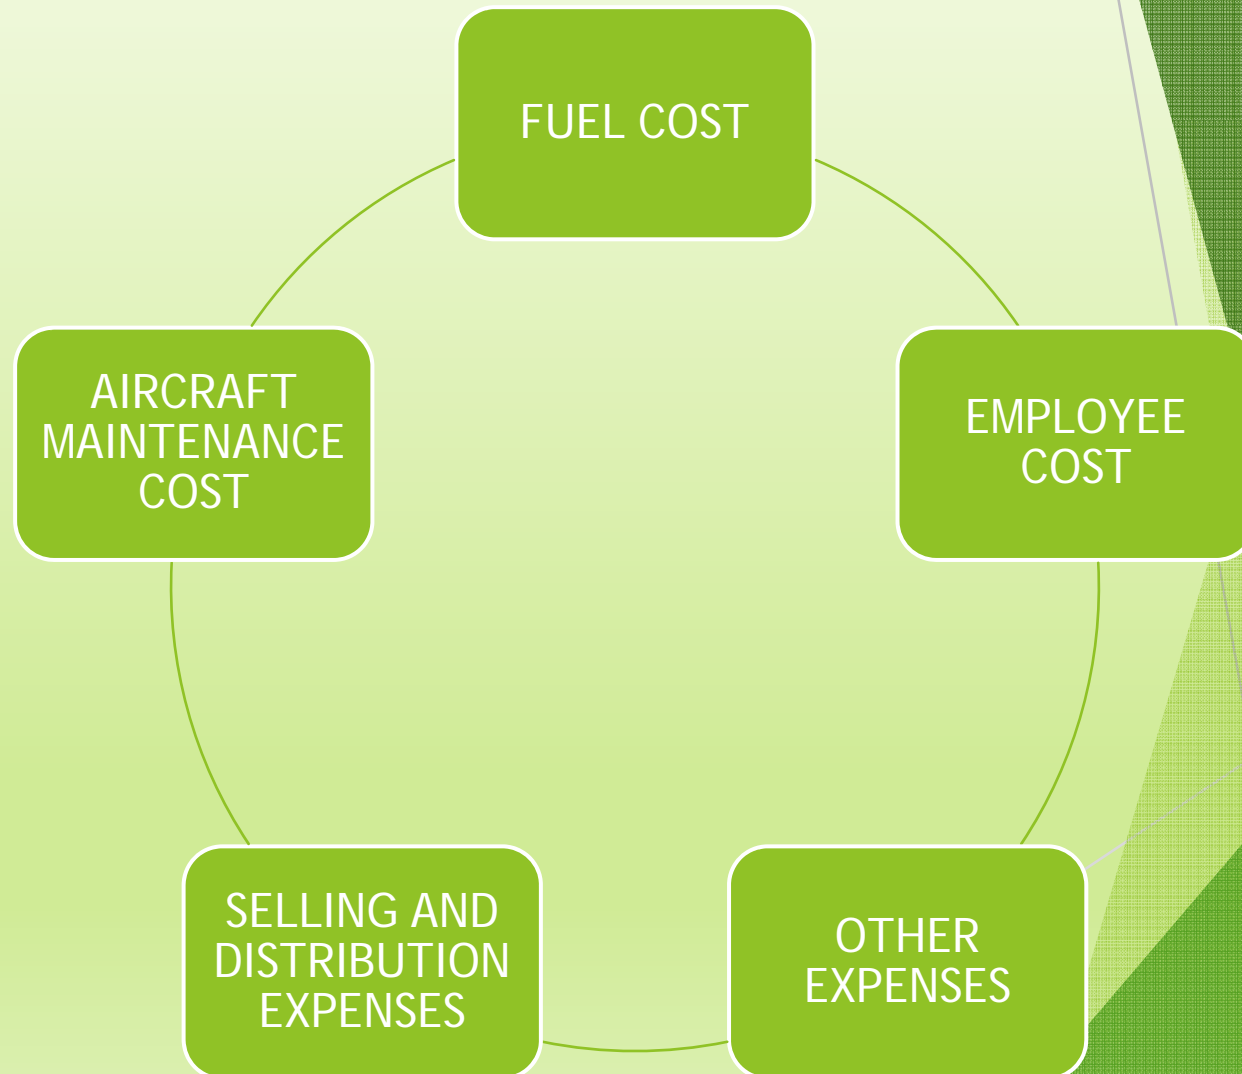 FUEL COST
EMPLOYEE
COST
OTHER
EXPENSES
SELLING AND
DISTRIBUTION
EXPENSES
AIRCRAFT
MAINTENANCE
COST